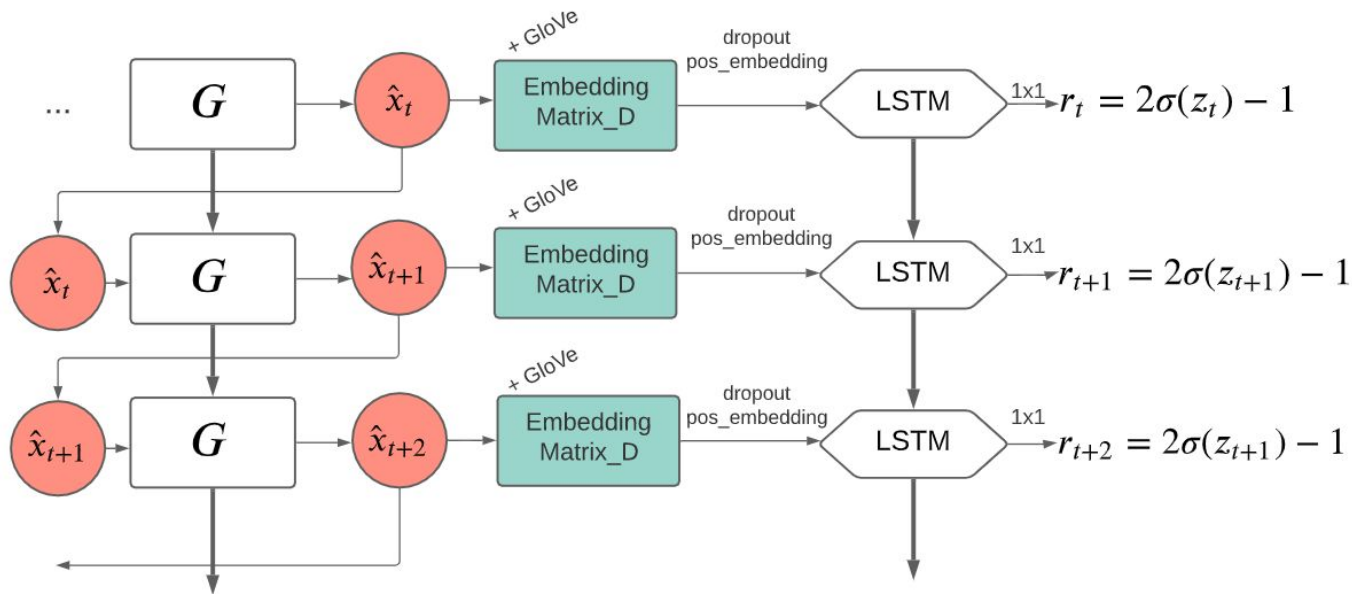 ...
G
x̂_t
+ GloVe
Embedding
Matrix_D
dropout
pos_embedding
LSTM
1x1
r_t = 2σ(z_t) − 1
x̂_t
G
x̂_{t+1}
+ GloVe
Embedding
Matrix_D
dropout
pos_embedding
LSTM
1x1
r_{t+1} = 2σ(z_{t+1}) − 1
x̂_{t+1}
G
x̂_{t+2}
+ GloVe
Embedding
Matrix_D
dropout
pos_embedding
LSTM
1x1
r_{t+2} = 2σ(z_{t+1}) − 1